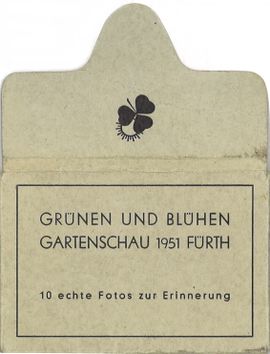 GRÜNEN UND BLÜHEN
GARTENSCHAU 1951 FÜRTH
10 echte Fotos zur Erinnerung